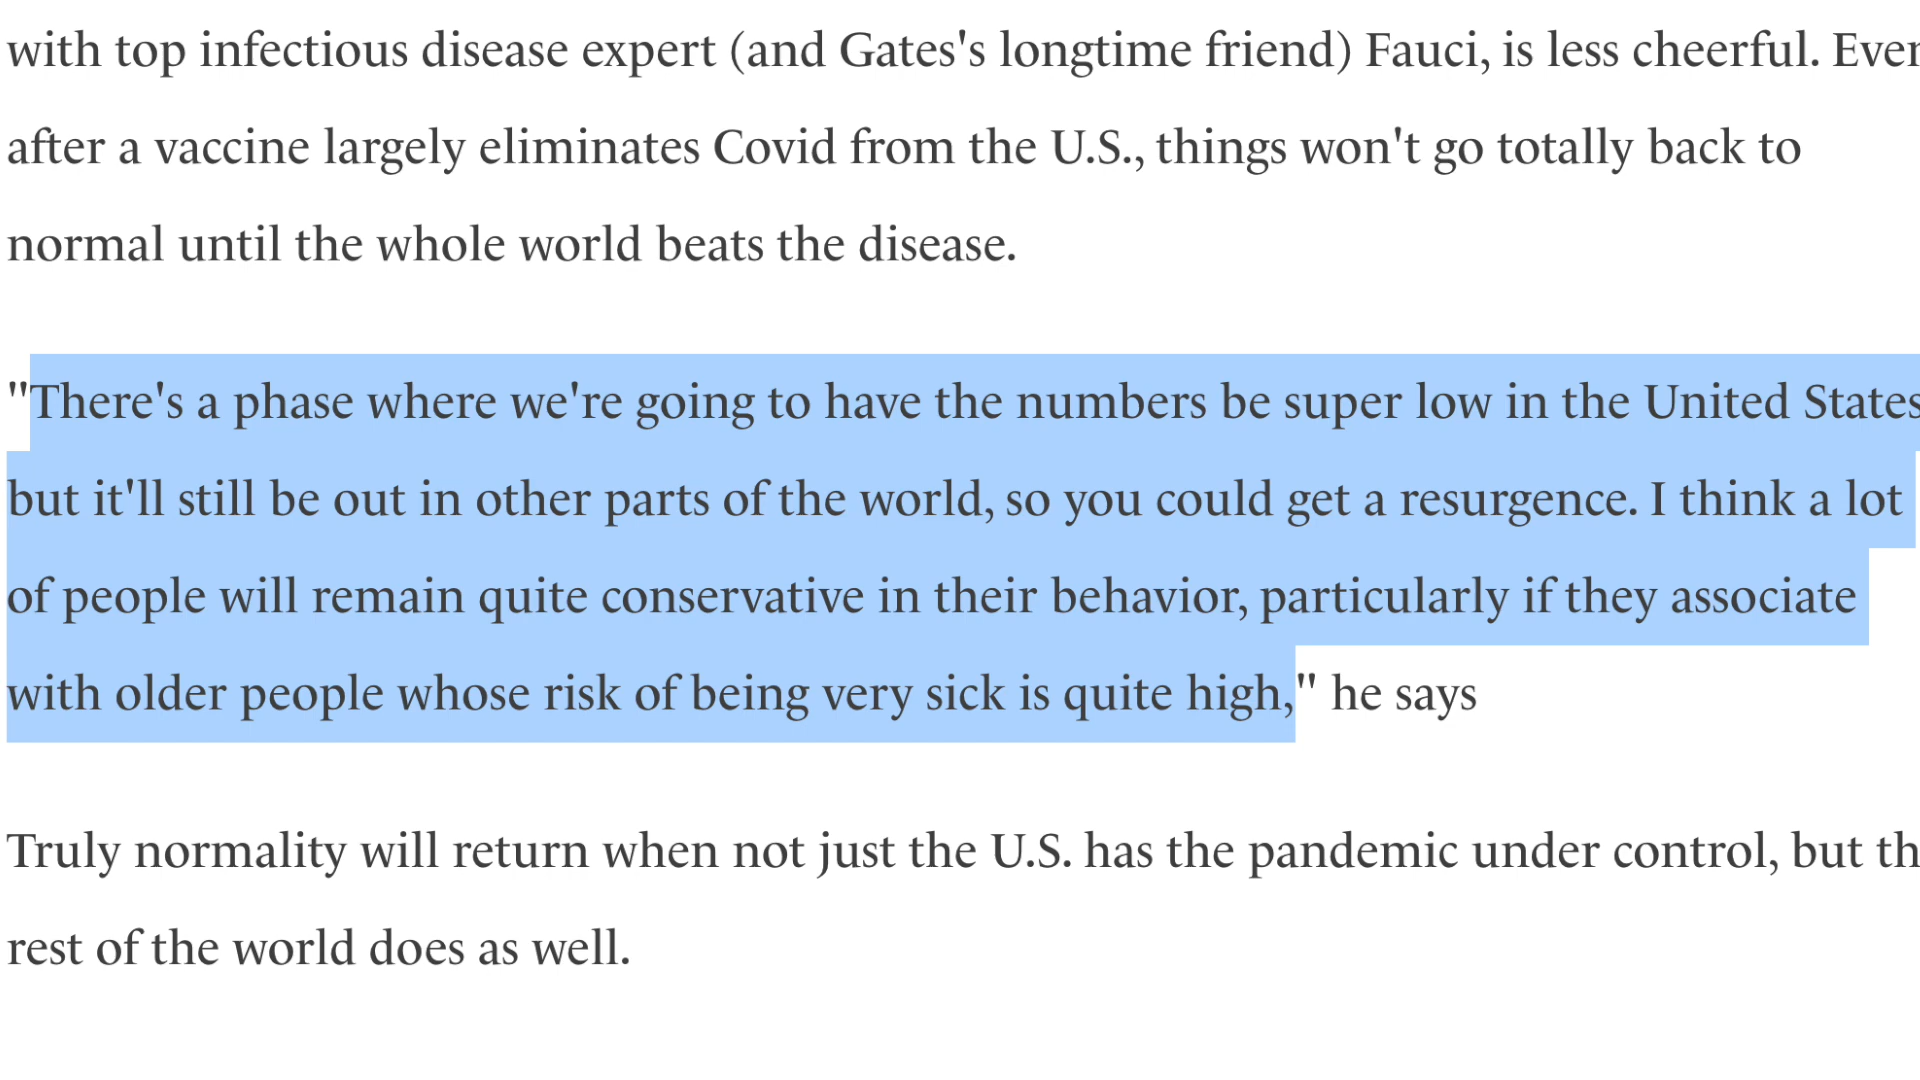 with top infectious disease expert (and Gates's longtime friend) Fauci, is less cheerful. Even
after a vaccine largely eliminates Covid from the U.S., things won't go totally back to
normal until the whole world beats the disease.
"There's a phase where we're going to have the numbers be super low in the United States
but it'll still be out in other parts of the world, so you could get a resurgence. I think a lot
of people will remain quite conservative in their behavior, particularly if they associate
with older people whose risk of being very sick is quite high," he says
Truly normality will return when not just the U.S. has the pandemic under control, but th
rest of the world does as well.